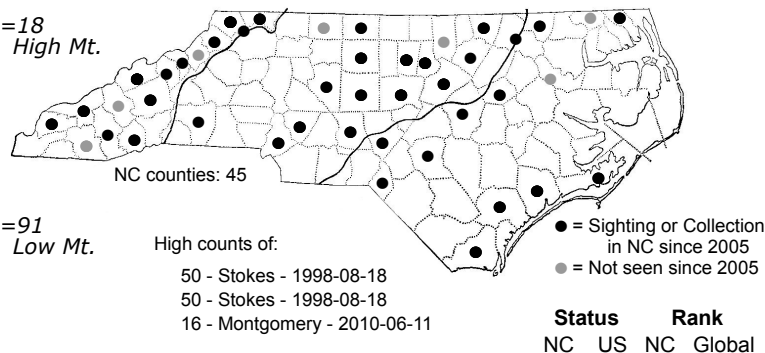 =18
High Mt.
NC counties: 45
=91
Low Mt.
High counts of:
50 - Stokes - 1998-08-18
50 - Stokes - 1998-08-18
16 - Montgomery - 2010-06-11
● = Sighting or Collection
in NC since 2005
● = Not seen since 2005
Status Rank
NC US NC Global